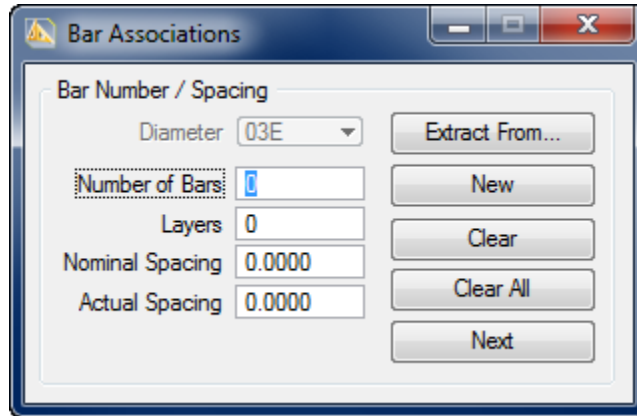 Bar Associations
Bar Number / Spacing
Diameter 03E Extract From...
Number of Bars 0 New
Layers 0 Clear
Nominal Spacing 0.0000
Actual Spacing 0.0000 Clear All
Next